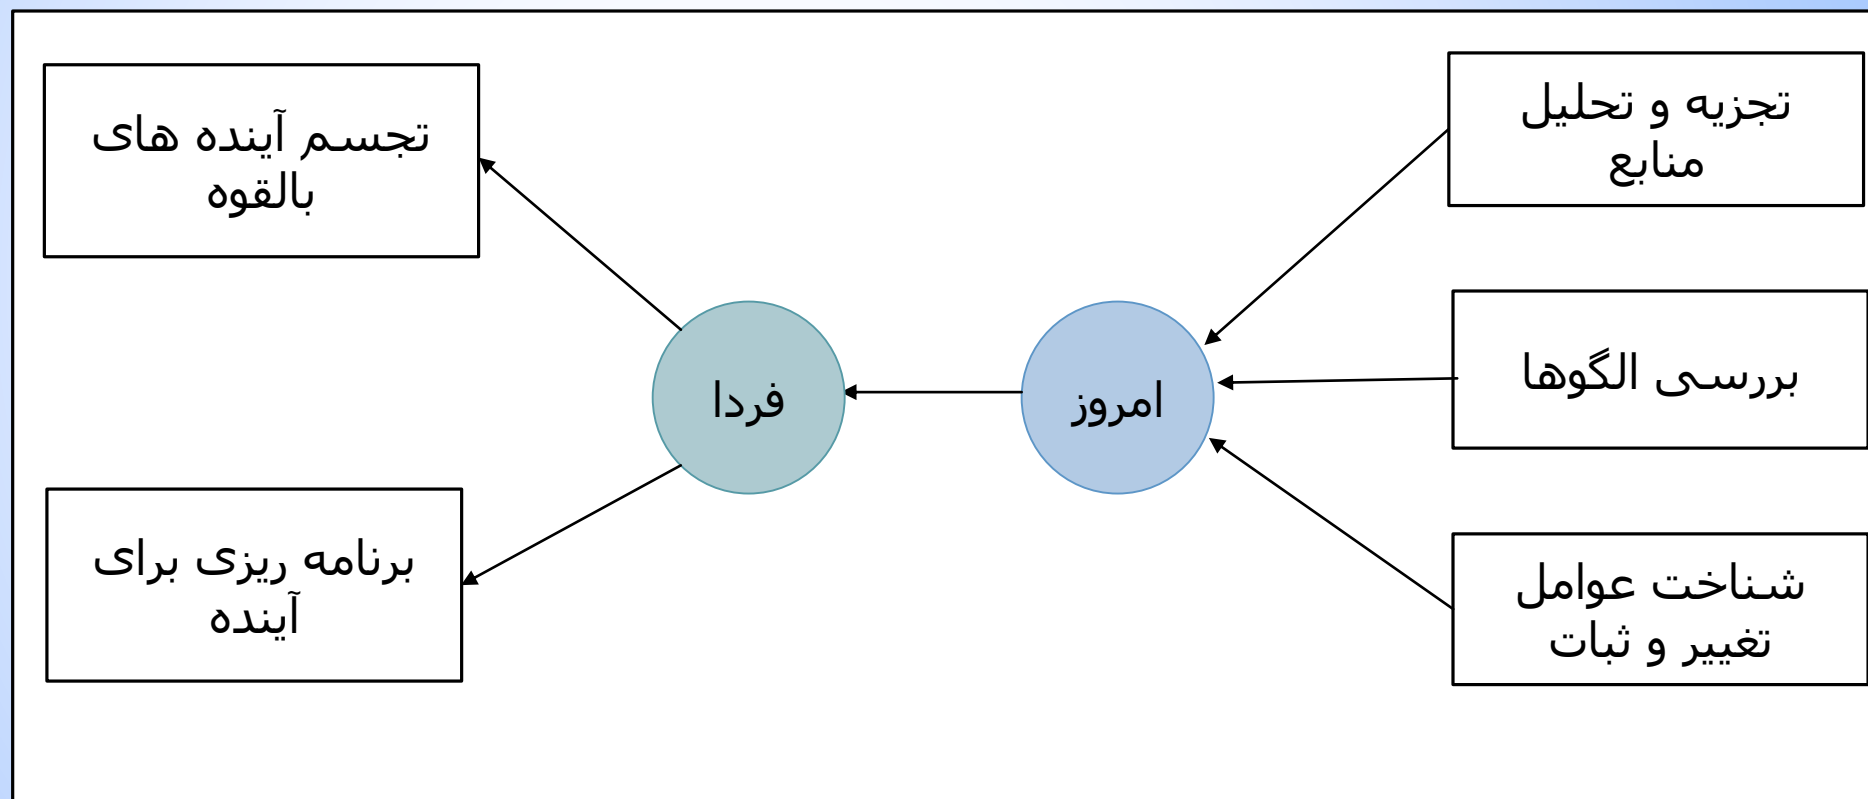 تجزیه و تحلیل
منابع
بررسی الگوها
شناخت عوامل
تغییر و ثبات
امروز
فردا
تجسم آینده های
بالقوه
برنامه ریزی برای
آینده